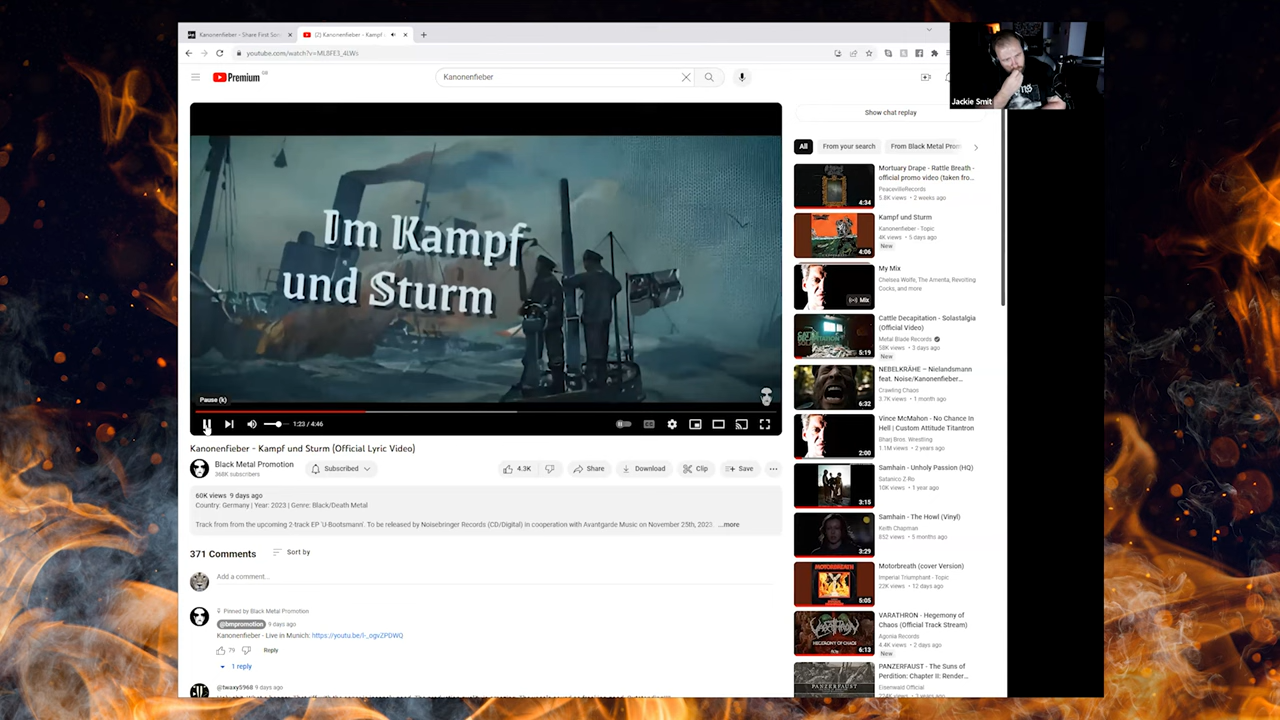 Kanonenfieber - Share First Son
(2) Kanonenfieber - Kampf
Premium
GB
Kanonenfieber
Jackie Smit
Im Kampf
und Sturm
Pause (k)
1:23 / 4:46
Kanonenfieber - Kampf und Sturm (Official Lyric Video)
Black Metal Promotion
subscribers
Subscribed
4.3K
Share
Download
Clip
Save
60K views 9 days ago
Country: Germany | Year: 2023 | Genre: Black/Death Metal
Track from from the upcoming 2-track EP 'U-Bootsmann'. To be released by Noisebringer Records (CD/Digital) in cooperation with Avantgarde Music on November 25th, 2023. ...more
371 Comments
Sort by
Add a comment...
Pinned by Black Metal Promotion
@bmpromotion 9 days ago
Kanonenfieber - Live in Munich:
79
Reply
1 reply
@twaxy5968 9 days ago
Show chat replay
All
From your search
From Black Metal Prom
Mortuary Drape - Rattle Breath -
official promo video (taken fro...
PeacevilleRecords
5.8K views • 2 weeks ago
4:34
Kampf und Sturm
Kanonenfieber - Topic
4K views • 5 days ago
New
4:06
My Mix
Chelsea Wolfe, The Amenta, Revolting
Cocks, and more
Mix
Cattle Decapitation - Solastalgia
(Official Video)
Metal Blade Records
58K views • 3 days ago
New
5:19
NEBELKRÄHE – Nielandsmann
feat. Noise/Kanonenfieber...
Crawling Chaos
3.7K views • 1 month ago
6:32
Vince McMahon - No Chance In
Hell | Custom Attitude Titantron
Bharj Bros. Wrestling
1.1M views • 2 years ago
2:00
Samhain - Unholy Passion (HQ)
Satanico Z-Ro
10K views • 1 year ago
3:15
Samhain - The Howl (Vinyl)
Keith Chapman
852 views • 5 months ago
3:29
Motorbreath (cover Version)
Imperial Triumphant - Topic
22K views • 12 days ago
MOTORBREATH
5:05
VARATHRON - Hegemony of
Chaos (Official Track Stream)
Agonia Records
4.4K views • 2 days ago
New
HEGEMONY OF CHAOS
6:13
PANZERFAUST - The Suns of
Perdition: Chapter II: Render...
Eisenwald Official
PANZERFAUST